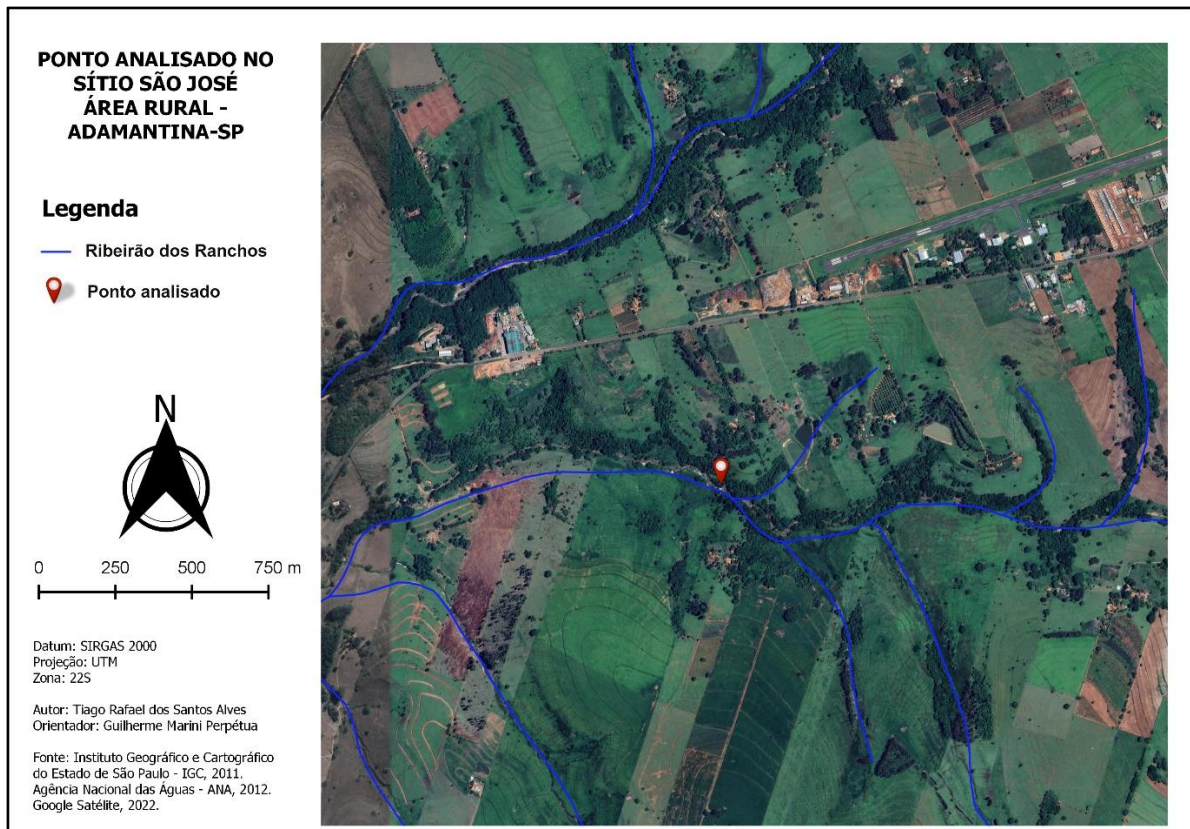 PONTO ANALISADO NO
SÍTIO SÃO JOSÉ
ÁREA RURAL -
ADAMANTINA-SP
Legenda
Ribeirão dos Ranchos
Ponto analisado
N
0 250 500 750 m
Datum: SIRGAS 2000
Projeção: UTM
Zona: 22S
Autor: Tiago Rafael dos Santos Alves
Orientador: Guilherme Marini Perpétua
Fonte: Instituto Geográfico e Cartográfico
do Estado de São Paulo - IGC, 2011.
Agência Nacional das Águas - ANA, 2012.
Google Satélite, 2022.